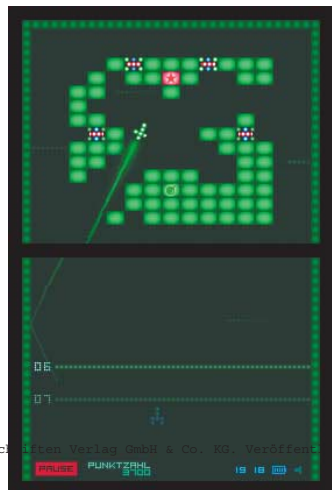 06
07
chriften Verlag GmbH & Co. KG. Veröffent
PAUSE PUNKTZAHL 19 18
3700